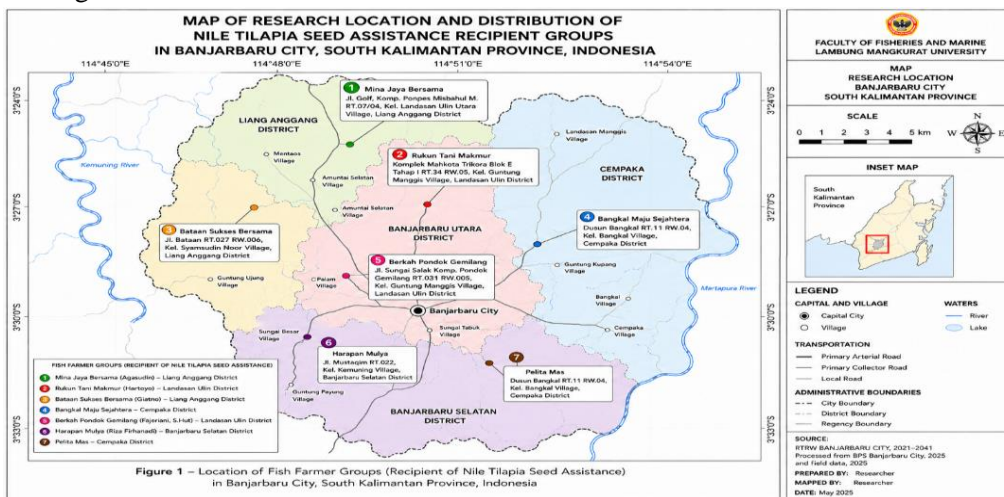 MAP OF RESEARCH LOCATION AND DISTRIBUTION OF
NILE TILAPIA SEED ASSISTANCE RECIPIENT GROUPS
IN BANJARBARU CITY, SOUTH KALIMANTAN PROVINCE, INDONESIA
114°45'0"E
114°48'0"E
114°51'0"E
114°54'0"E
3°24'0"S
3°27'0"S
3°30'0"S
3°33'0"S
3°24'0"S
3°27'0"S
3°30'0"S
3°33'0"S
1 Mina Jaya Bersama
Jl. Golf, Komp. Ponpes Misbahul M.
RT.07/04, Kel. Landasan Ulin Utara
Village, Liang Anggang District
LIANG ANGGANG
DISTRICT
Kemuning River
Mentaos
Village
Amuntai Selatan
Village
Amuntai Selatan
Village
2 Rukun Tani Makmur
Komplek Mahkota Trikora Blok E
Tahap I RT.34 RW.05, Kel. Guntung
Manggis Village, Landasan Ulin District
Landasan Manggis
Village
CEMPAKA
DISTRICT
3 Bataan Sukses Bersama
Jl. Bataan RT.027 RW.006,
Kel. Syamsudin Noor Village,
Liang Anggang District
BANJARBARU UTARA
DISTRICT
4 Bangkal Maju Sejahtera
Dusun Bangkal RT.11 RW.04,
Kel. Bangkal Village,
Cempaka District
5 Berkah Pondok Gemilang
Jl. Sungai Salak Komp. Pondok
Gemilang RT.031 RW.005,
Kel. Guntung Manggis Village,
Landasan Ulin District
Guntung Ujung
Village
Palam
Village
Guntung Kupang
Village
Bangkal
Village
Martapura River
Banjarbaru City
Sungai Besar
Village
Sungai Tabuk
Village
Cempaka
Village
6
Harapan Mulya
Jl. Mustaqim RT.022,
Kel. Kemuning Village,
Banjarbaru Selatan District
7
Pelita Mas
Dusun Bangkal RT.11 RW.04,
Kel. Bangkal Village,
Cempaka District
Guntung Payung
Village
BANJARBARU SELATAN
DISTRICT
FISH FARMER GROUPS (RECIPIENT OF NILE TILAPIA SEED ASSISTANCE)
1 Mina Jaya Bersama (Agasudin) – Liang Anggang District
2 Rukun Tani Makmur (Hartoyo) – Landasan Ulin District
3 Bataan Sukses Bersama (Giatno) – Liang Anggang District
4 Bangkal Maju Sejahtera – Cempaka District
5 Berkah Pondok Gemilang (Fajariani, S.Hut) – Landasan Ulin District
6 Harapan Mulya (Riza Firhanadi) – Banjarbaru Selatan District
7 Pelita Mas – Cempaka District
Figure 1 – Location of Fish Farmer Groups (Recipient of Nile Tilapia Seed Assistance)
in Banjarbaru City, South Kalimantan Province, Indonesia
FACULTY OF FISHERIES AND MARINE
LAMBUNG MANGKURAT UNIVERSITY
MAP
RESEARCH LOCATION
BANJARBARU CITY
SOUTH KALIMANTAN PROVINCE
SCALE
0 1 2 3 4 5 km
N
W E
S
INSET MAP
South
Kalimantan
Province
LEGEND
CAPITAL AND VILLAGE
Capital City
Village
WATERS
River
Lake
TRANSPORTATION
Primary Arterial Road
Primary Collector Road
Local Road
ADMINISTRATIVE BOUNDARIES
City Boundary
District Boundary
Regency Boundary
SOURCE:
RTRW BANJARBARU CITY, 2021–2041
Processed from BPS Banjarbaru City, 2025
and field data, 2025
PREPARED BY: Researcher
MAPPED BY: Researcher
DATE: May 2025